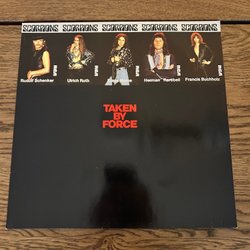 SCORPIONS SCORPIONS SCORPIONS SCORPIONS SCORPIONS
Rudolf Schenker Ulrich Roth Herman Rarebell Francis Buchholz
TAKEN
BY
FORCE